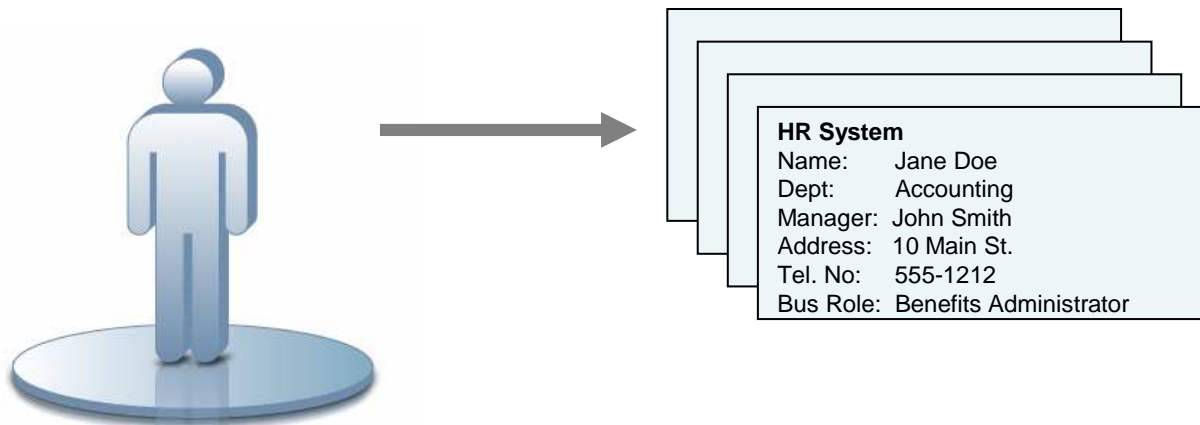 HR System
Name: Jane Doe
Dept: Accounting
Manager: John Smith
Address: 10 Main St.
Tel. No: 555-1212
Bus Role: Benefits Administrator